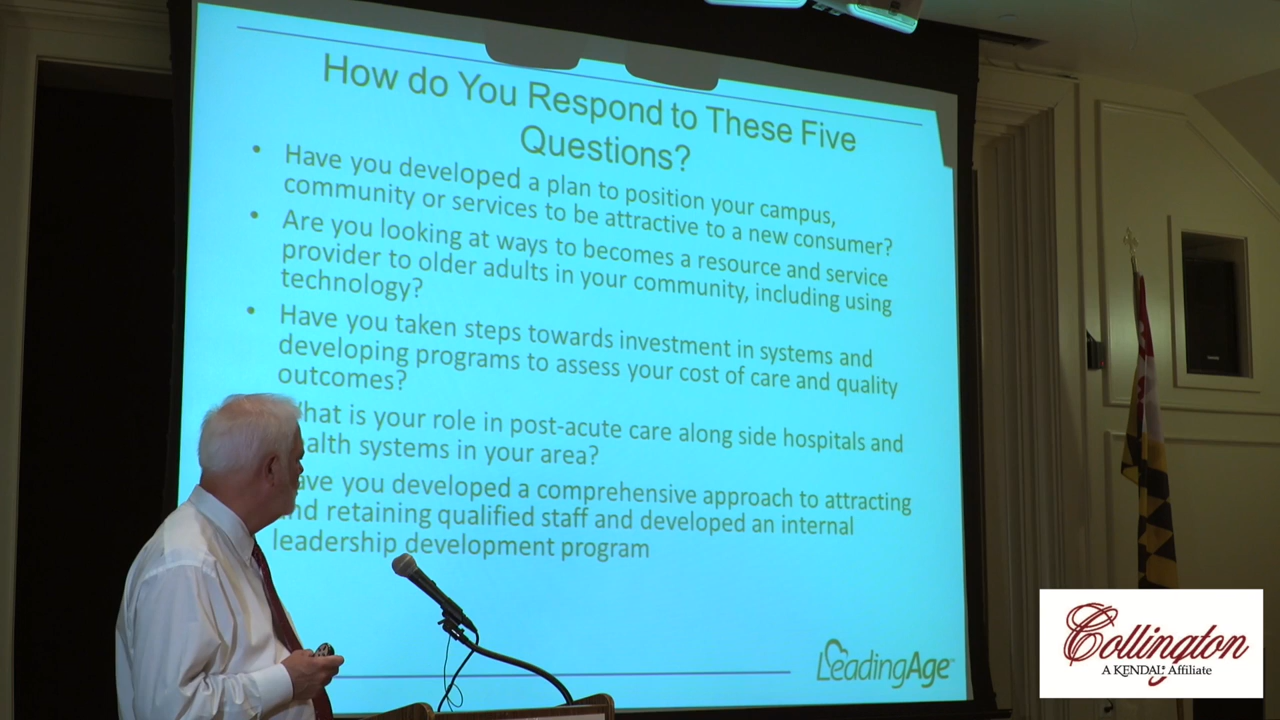 How do You Respond to These Five
Questions?
• Have you developed a plan to position your campus,
community or services to be attractive to a new consumer?
• Are you looking at ways to becomes a resource and service
provider to older adults in your community, including using
technology?
• Have you taken steps towards investment in systems and
developing programs to assess your cost of care and quality
outcomes?
is your role in post-acute care along side hospitals and
systems in your area?
you developed a comprehensive approach to attracting
retaining qualified staff and developed an internal
leadership development program
LeadingAge
Collington
A KENDAL Affiliate